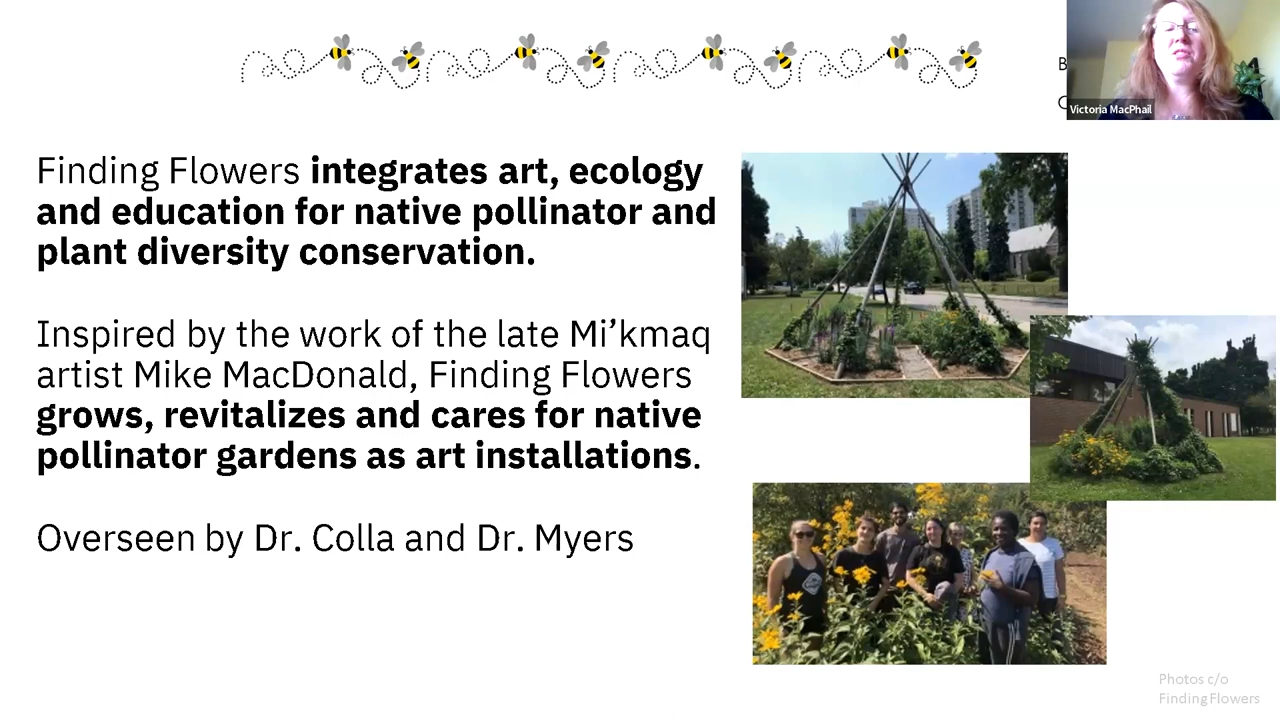 Victoria MacPhail
Finding Flowers integrates art, ecology
and education for native pollinator and
plant diversity conservation.
Inspired by the work of the late Mi’kmaq
artist Mike MacDonald, Finding Flowers
grows, revitalizes and cares for native
pollinator gardens as art installations.
Overseen by Dr. Colla and Dr. Myers
Photos c/o
Finding Flowers